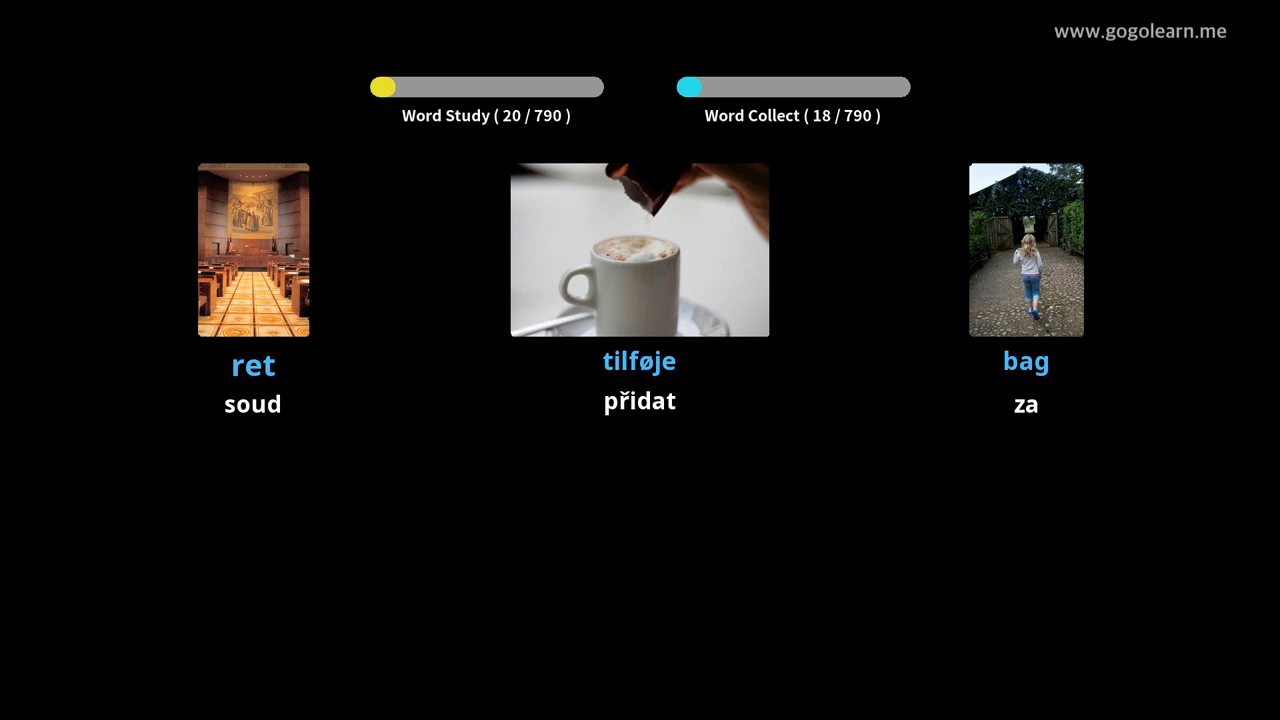 www.gogolearn.me
Word Study ( 20 / 790 )
Word Collect ( 18 / 790 )
ret
tilføje
bag
soud
přidat
za